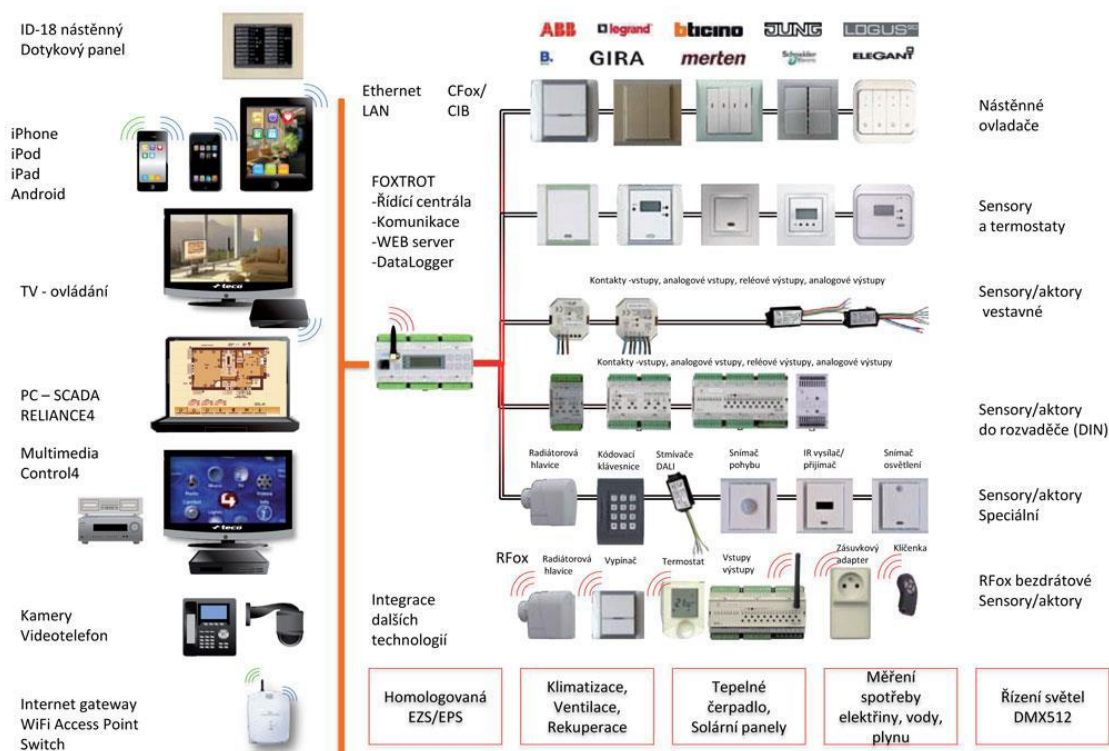 ID-18 nástěnný
Dotykový panel
iPhone
iPod
iPad
Android
TV - ovládání
teco
PC – SCADA
RELIANCE4
Multimedia
Control4
teco
Kamery
Videotelefon
Internet gateway
WiFi Access Point
Switch
Ethernet
LAN
CFox/
CIB
FOXTROT
-Řídící centrála
-Komunikace
-WEB server
-DataLogger
ABB legrand bticino JUNG LOGUS
B. GIRA merten Schneider Electric ELEGANT
Nástěnné
ovladače
Sensory
a termostaty
Kontakty -vstupy, analogové vstupy, reléové výstupy, analogové výstupy
Sensory/aktory
vestavné
Kontakty -vstupy, analogové vstupy, reléové výstupy, analogové výstupy
Sensory/aktory
do rozvaděče (DIN)
Radiátorová
hlavice
Kódovací
klávesnice
Stmívače
DALI
Snímač
pohybu
IR vysílač/
přijímač
Snímač
osvětlení
Sensory/aktory
Speciální
RFox
Radiátorová
hlavice
Vypínač
Termostat
Vstupy
výstupy
Zásuvkový
adapter
Klíčenka
RFox bezdrátové
Sensory/aktory
Integrace
dalších
technologií
Homologovaná
EZS/EPS
Klimatizace,
Ventilace,
Rekuperace
Tepelné
čerpadlo,
Solární panely
Měření
spotřeby
elektřiny, vody,
plynu
Řízení světel
DMX512